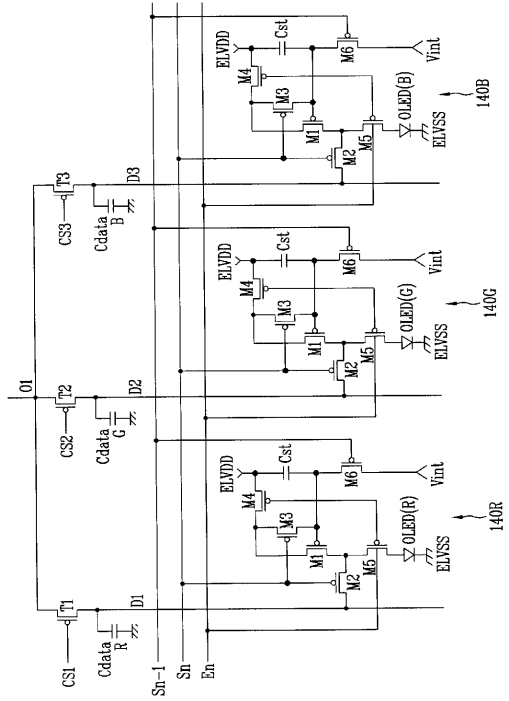 O1
CS1
T1
CS2
T2
CS3
T3
Cdata
R
D1
Cdata
G
D2
Cdata
B
D3
Sn-1
Sn
En
ELVDD
M4
Cst
M3
M1
M6
M2
M5
Vint
OLED(R)
ELVSS
140R
ELVDD
M4
Cst
M3
M1
M6
M2
M5
Vint
OLED(G)
ELVSS
140G
ELVDD
M4
Cst
M3
M1
M6
M2
M5
Vint
OLED(B)
ELVSS
140B